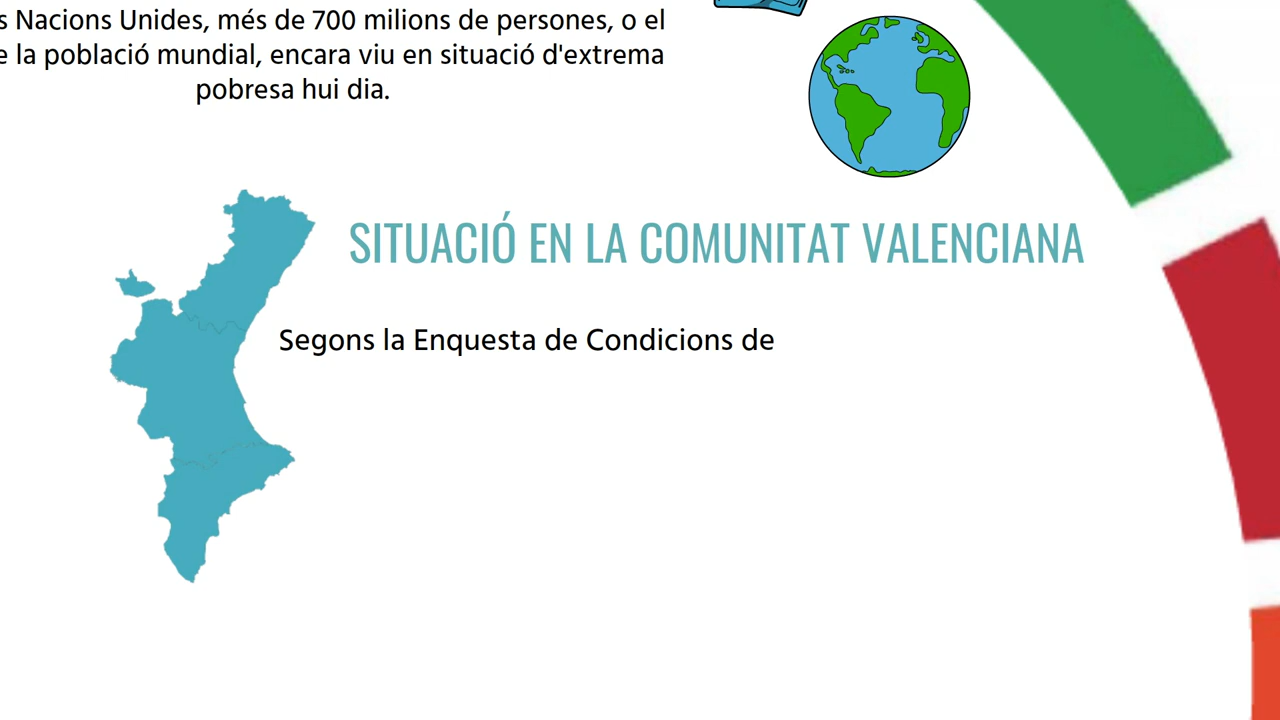 s Nacions Unides, més de 700 milions de persones, o el
e la població mundial, encara viu en situació d'extrema
pobresa hui dia.
SITUACIÓ EN LA COMUNITAT VALENCIANA
Segons la Enquesta de Condicions de